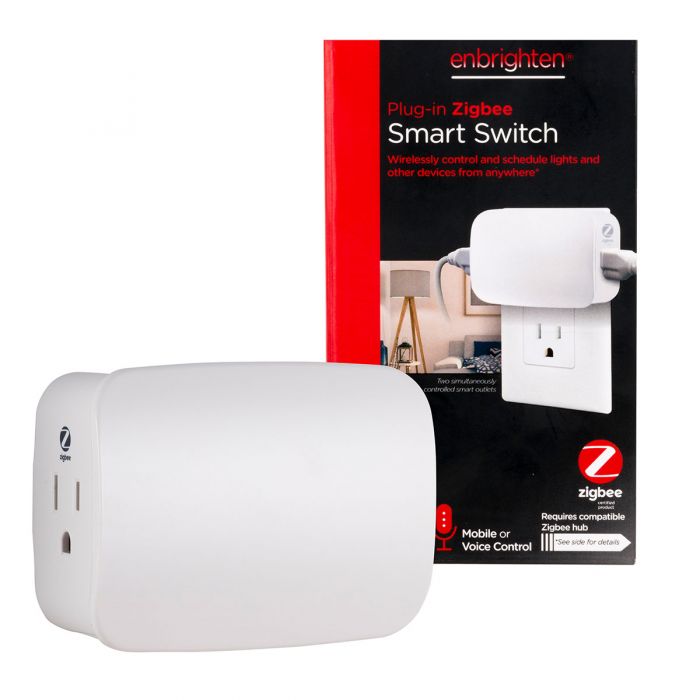 enbrighten®
Plug-in Zigbee
Smart Switch
Wirelessly control and schedule lights and
other devices from anywhere*
zigbee
Two simultaneously
controlled smart outlets
zigbee
certified
product
Mobile or
Voice Control
Requires compatible
Zigbee hub
*See side for details
zigbee